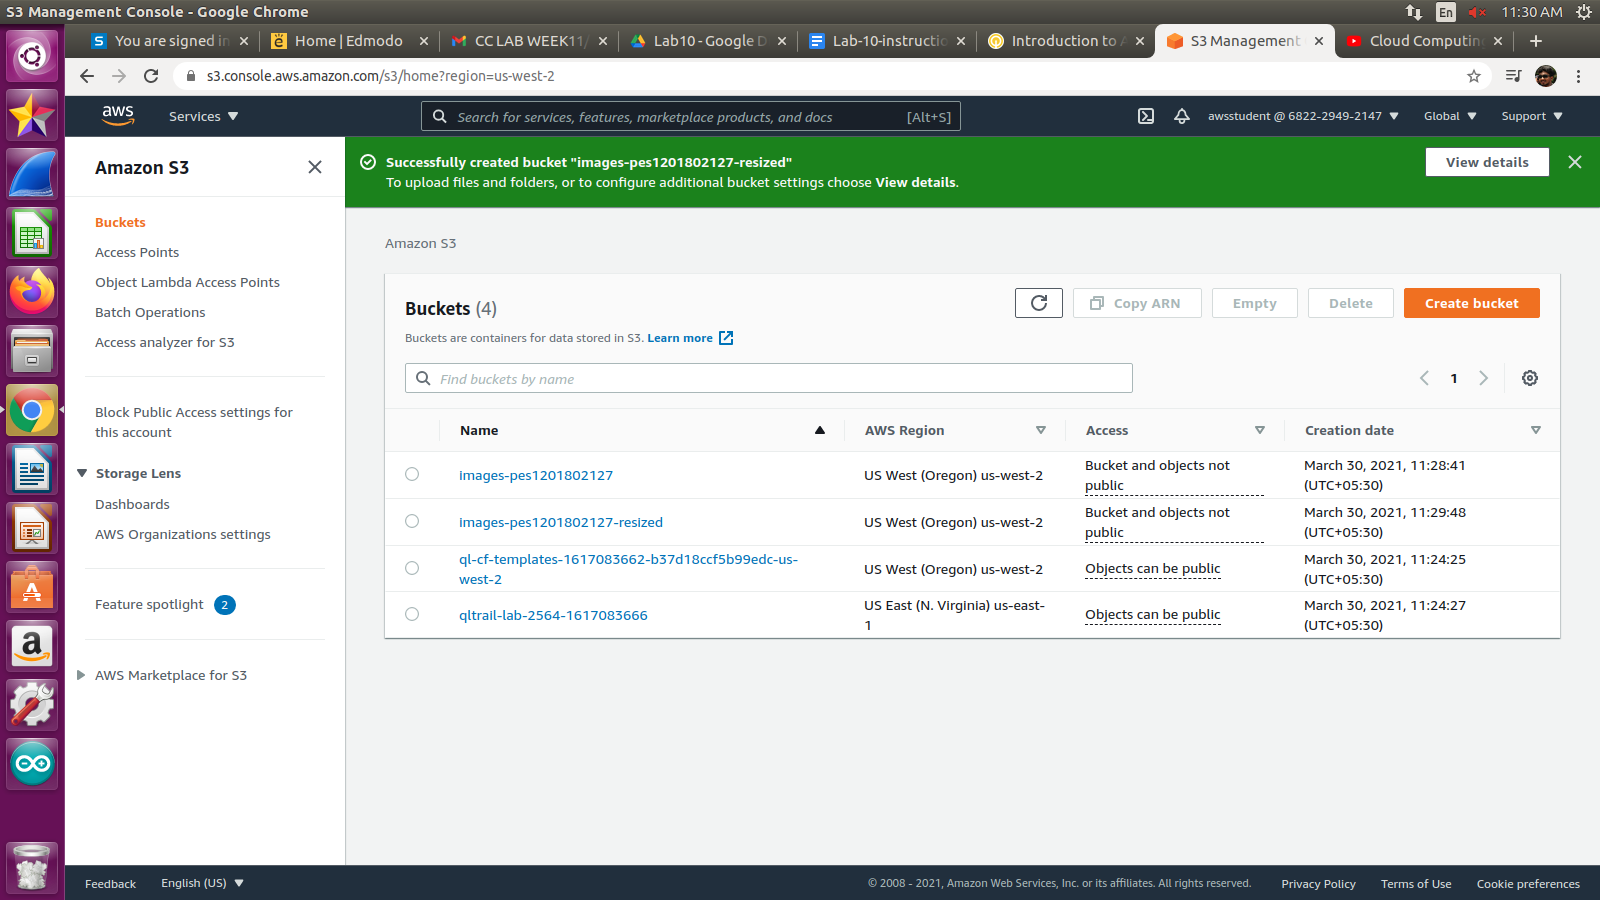 S3 Management Console - Google Chrome
En
11:30 AM
You are signed in
Home | Edmodo
CC LAB WEEK11/
Lab10 - Google D
Lab-10-instructio
Introduction to A
S3 Management
Cloud Computin
s3.console.aws.amazon.com/s3/home?region=us-west-2
aws
Services
Search for services, features, marketplace products, and docs
[Alt+S]
awsstudent @ 6822-2949-2147
Global
Support
Amazon S3
Buckets
Access Points
Object Lambda Access Points
Batch Operations
Access analyzer for S3
Block Public Access settings for
this account
Storage Lens
Dashboards
AWS Organizations settings
Feature spotlight 2
AWS Marketplace for S3
Successfully created bucket "images-pes1201802127-resized"
To upload files and folders, or to configure additional bucket settings choose View details.
View details
Amazon S3
Buckets (4)
Copy ARN
Empty
Delete
Create bucket
Buckets are containers for data stored in S3. Learn more
Find buckets by name
1
Name
AWS Region
Access
Creation date
images-pes1201802127
US West (Oregon) us-west-2
Bucket and objects not
public
March 30, 2021, 11:28:41
(UTC+05:30)
images-pes1201802127-resized
US West (Oregon) us-west-2
Bucket and objects not
public
March 30, 2021, 11:29:48
(UTC+05:30)
ql-cf-templates-1617083662-b37d18ccf5b99edc-us-
west-2
US West (Oregon) us-west-2
Objects can be public
March 30, 2021, 11:24:25
(UTC+05:30)
qltrail-lab-2564-1617083666
US East (N. Virginia) us-east-
1
Objects can be public
March 30, 2021, 11:24:27
(UTC+05:30)
Feedback
English (US)
© 2008 - 2021, Amazon Web Services, Inc. or its affiliates. All rights reserved.
Privacy Policy
Terms of Use
Cookie preferences